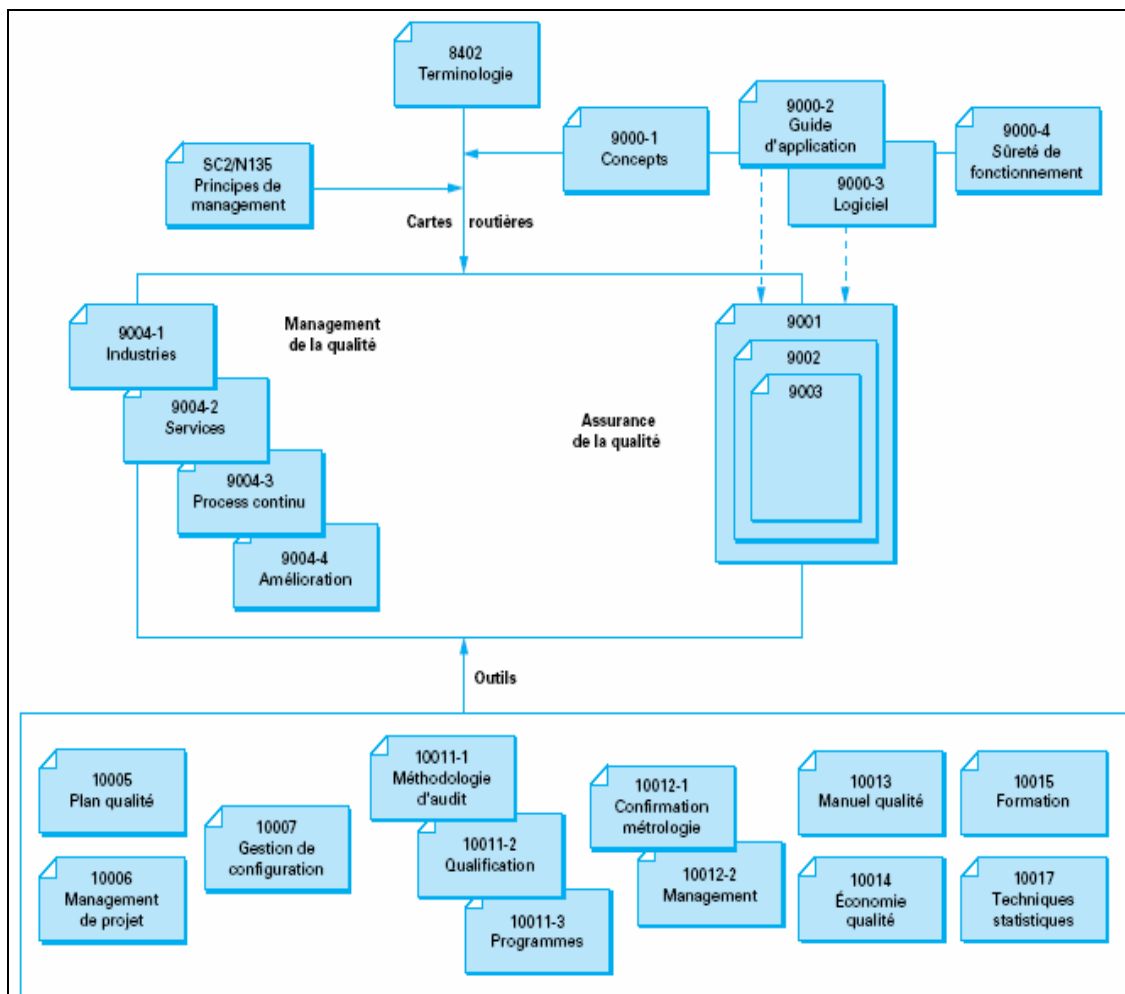 8402
Terminologie
9000-1
Concepts
9000-2
Guide
d'application
9000-3
Logiciel
9000-4
Sûreté de
fonctionnement
SC2/N135
Principes de
management
Cartes routières
9004-1
Industries
9004-2
Services
9004-3
Process continu
9004-4
Amélioration
Management
de la qualité
Assurance
de la qualité
9001
9002
9003
Outils
10005
Plan qualité
10006
Management
de projet
10007
Gestion de
configuration
10011-1
Méthodologie
d'audit
10011-2
Qualification
10011-3
Programmes
10012-1
Confirmation
métrologie
10012-2
Management
10013
Manuel qualité
10014
Économie
qualité
10015
Formation
10017
Techniques
statistiques